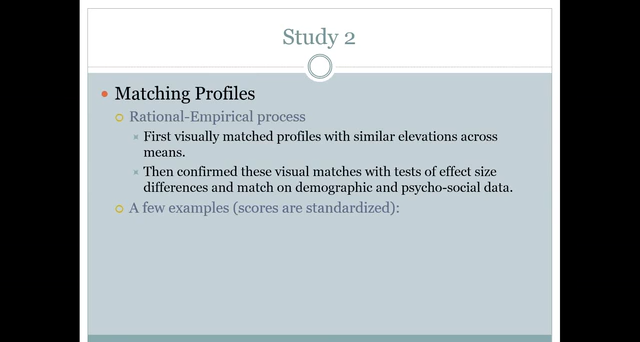 Study 2
Matching Profiles
Rational-Empirical process
First visually matched profiles with similar elevations across
means.
Then confirmed these visual matches with tests of effect size
differences and match on demographic and psycho-social data.
A few examples (scores are standardized):